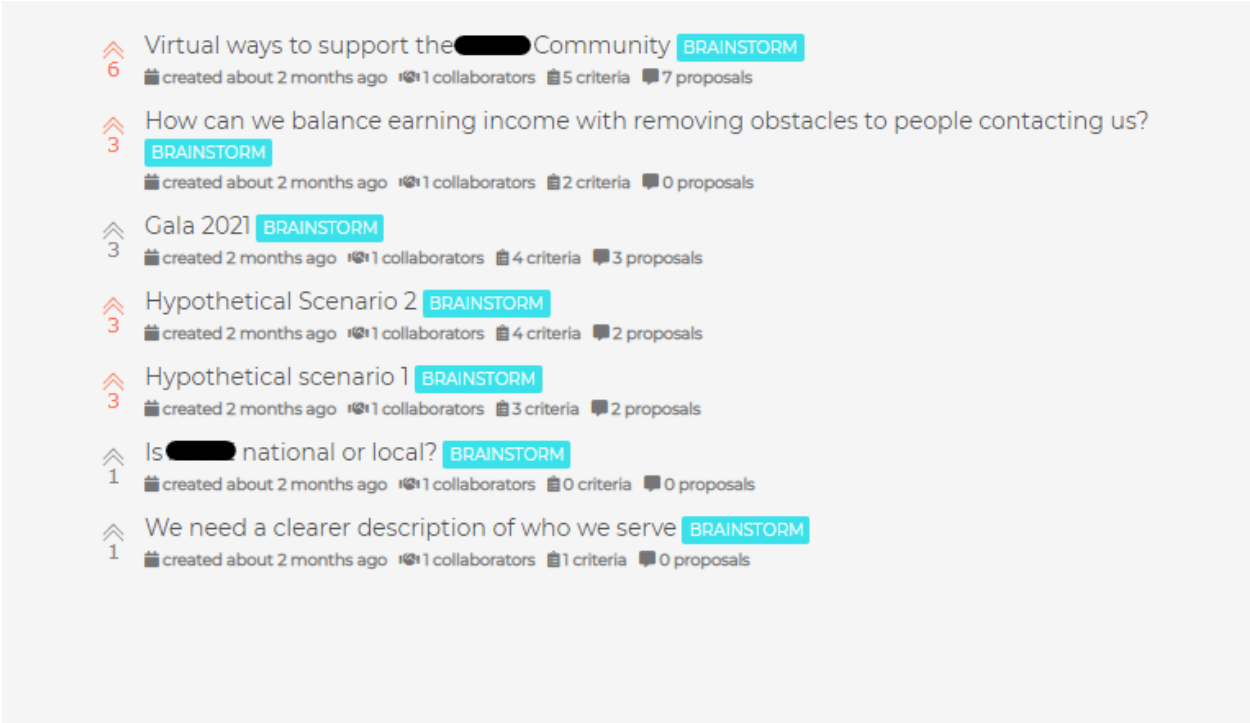 Virtual ways to support the Community BRAINSTORM
6
created about 2 months ago 1 collaborators 5 criteria 7 proposals
How can we balance earning income with removing obstacles to people contacting us?
3
BRAINSTORM
created about 2 months ago 1 collaborators 2 criteria 0 proposals
Gala 2021 BRAINSTORM
3
created 2 months ago 1 collaborators 4 criteria 3 proposals
Hypothetical Scenario 2 BRAINSTORM
3
created 2 months ago 1 collaborators 4 criteria 2 proposals
Hypothetical scenario 1 BRAINSTORM
3
created 2 months ago 1 collaborators 3 criteria 2 proposals
Is national or local? BRAINSTORM
1
created about 2 months ago 1 collaborators 0 criteria 0 proposals
We need a clearer description of who we serve BRAINSTORM
1
created about 2 months ago 1 collaborators 1 criteria 0 proposals